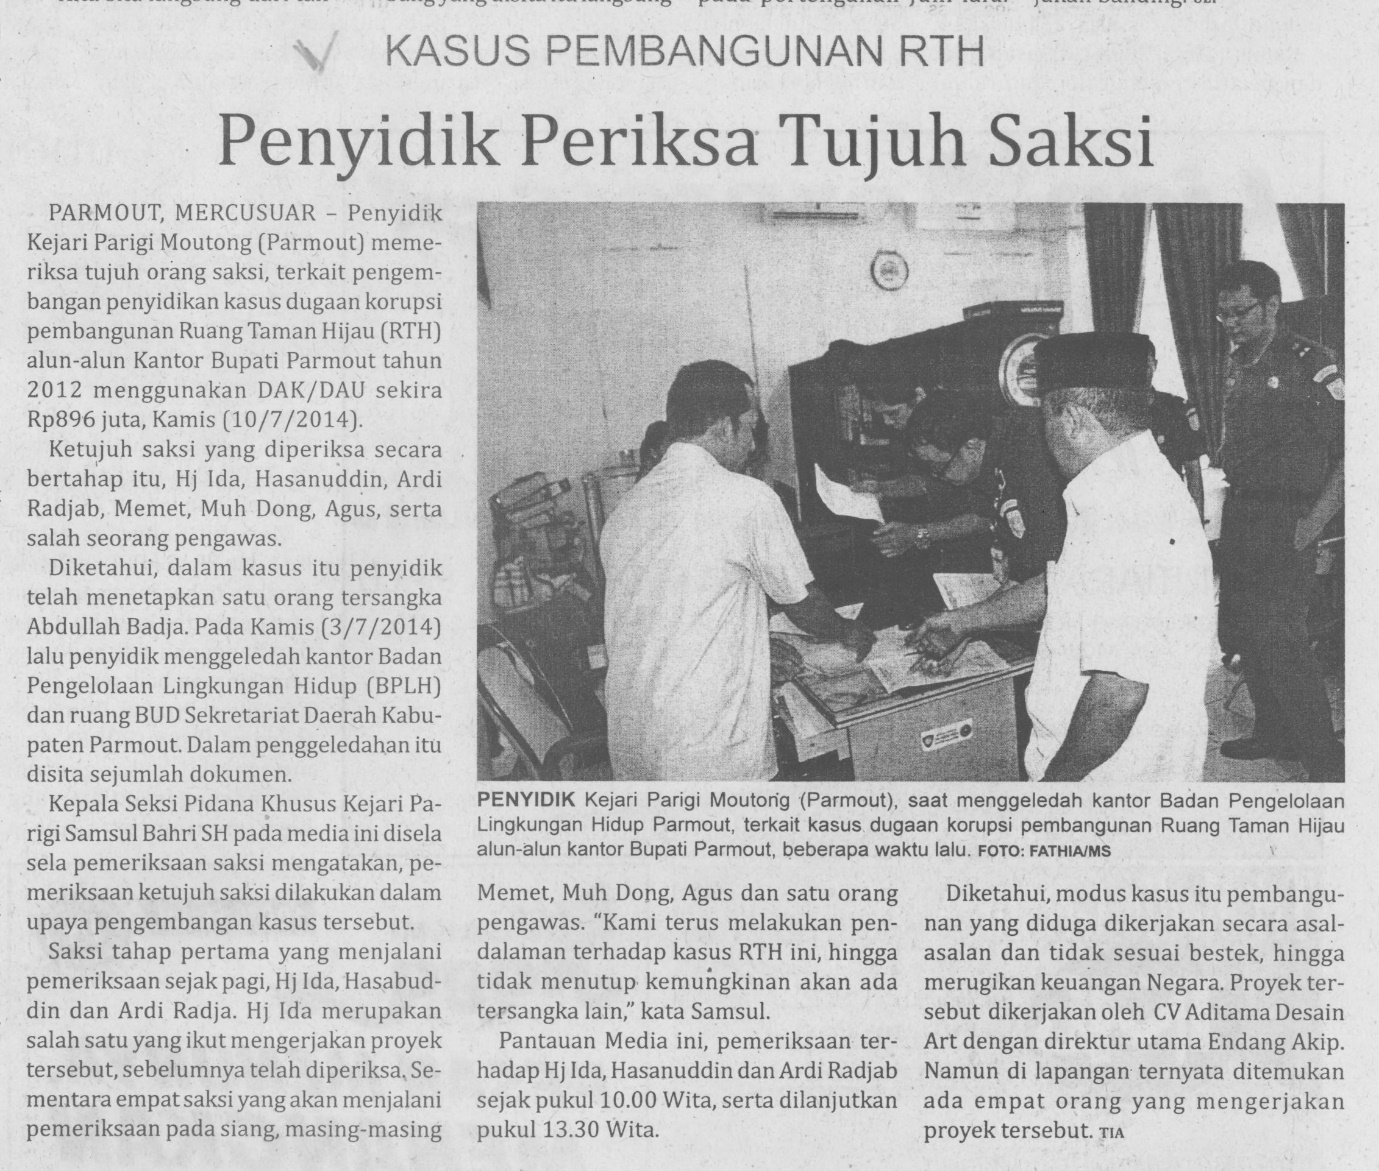 KASUS PEMBANGUNAN RTH
Penyidik Periksa Tujuh Saksi
PARMOUT, MERCUSUAR – Penyidik
Kejari Parigi Moutong (Parmout) meme-
riksa tujuh orang saksi, terkait pengem-
bangan penyidikan kasus dugaan korupsi
pembangunan Ruang Taman Hijau (RTH)
alun-alun Kantor Bupati Parmout tahun
2012 menggunakan DAK/DAU sekira
Rp896 juta, Kamis (10/7/2014).
Ketujuh saksi yang diperiksa secara
bertahap itu, Hj Ida, Hasanuddin, Ardi
Radjab, Memet, Muh Dong, Agus, serta
salah seorang pengawas.
Diketahui, dalam kasus itu penyidik
telah menetapkan satu orang tersangka
Abdullah Badja. Pada Kamis (3/7/2014)
lalu penyidik menggeledah kantor Badan
Pengelolaan Lingkungan Hidup (BPLH)
dan ruang BUD Sekretariat Daerah Kabu-
paten Parmout. Dalam penggeledahan itu
disita sejumlah dokumen.
Kepala Seksi Pidana Khusus Kejari Pa-
rigi Samsul Bahri SH pada media ini disela
sela pemeriksaan saksi mengatakan, pe-
meriksaan ketujuh saksi dilakukan dalam
upaya pengembangan kasus tersebut.
Saksi tahap pertama yang menjalani
pemeriksaan sejak pagi, Hj Ida, Hasabud-
din dan Ardi Radja. Hj Ida merupakan
salah satu yang ikut mengerjakan proyek
tersebut, sebelumnya telah diperiksa. Se-
mentara empat saksi yang akan menjalani
pemeriksaan pada siang, masing-masing
PENYIDIK Kejari Parigi Moutong (Parmout), saat menggeledah kantor Badan Pengelolaan
Lingkungan Hidup Parmout, terkait kasus dugaan korupsi pembangunan Ruang Taman Hijau
alun-alun kantor Bupati Parmout, beberapa waktu lalu. FOTO: FATHIA/MS
Memet, Muh Dong, Agus dan satu orang
pengawas. “Kami terus melakukan pen-
dalaman terhadap kasus RTH ini, hingga
tidak menutup kemungkinan akan ada
tersangka lain,” kata Samsul.
Pantauan Media ini, pemeriksaan ter-
hadap Hj Ida, Hasanuddin dan Ardi Radjab
sejak pukul 10.00 Wita, serta dilanjutkan
pukul 13.30 Wita.
Diketahui, modus kasus itu pembangu-
nan yang diduga dikerjakan secara asal-
asalan dan tidak sesuai bestek, hingga
merugikan keuangan Negara. Proyek ter-
sebut dikerjakan oleh CV Aditama Desain
Art dengan direktur utama Endang Akip.
Namun di lapangan ternyata ditemukan
ada empat orang yang mengerjakan
proyek tersebut. TIA